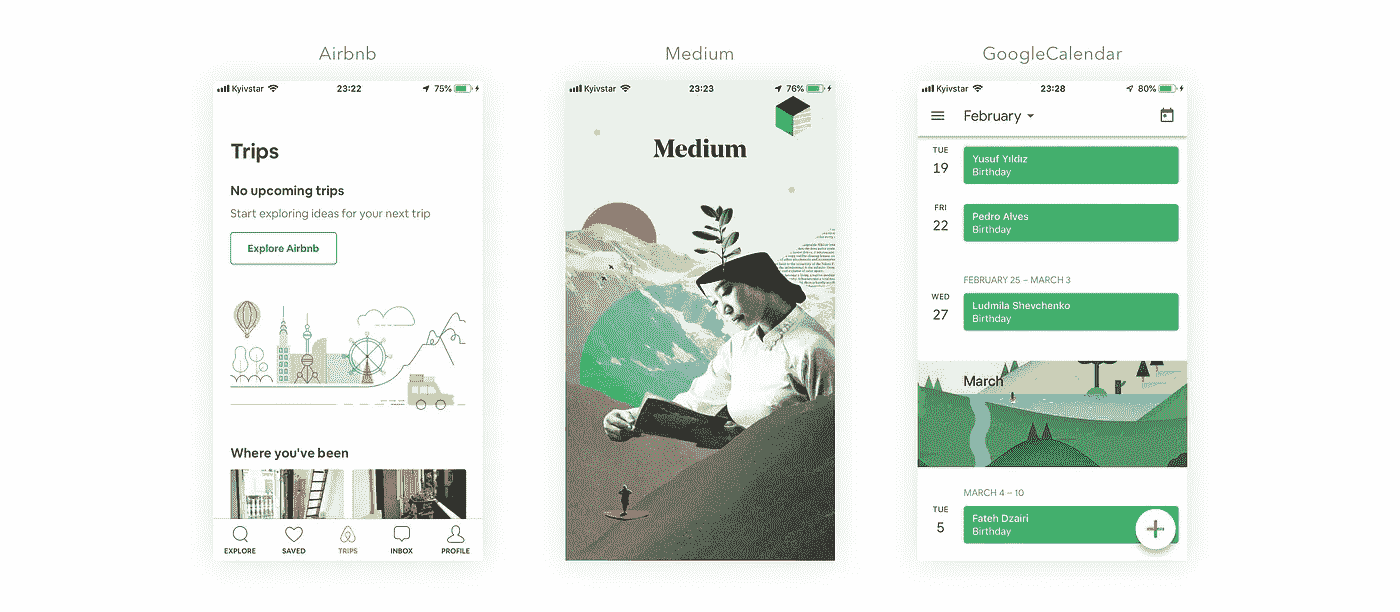 Airbnb
Kyivstar 23:22 75%
Trips
No upcoming trips
Start exploring ideas for your next trip
Explore Airbnb
Where you've been
EXPLORE SAVED TRIPS INBOX PROFILE
Medium
Kyivstar 23:23 76%
Medium
GoogleCalendar
Kyivstar 23:28 80%
February
TUE
19
Yusuf Yıldız
Birthday
FRI
22
Pedro Alves
Birthday
FEBRUARY 25 – MARCH 3
WED
27
Ludmila Shevchenko
Birthday
March
MARCH 4 – 10
TUE
5
Fateh Dzairi
Birthday